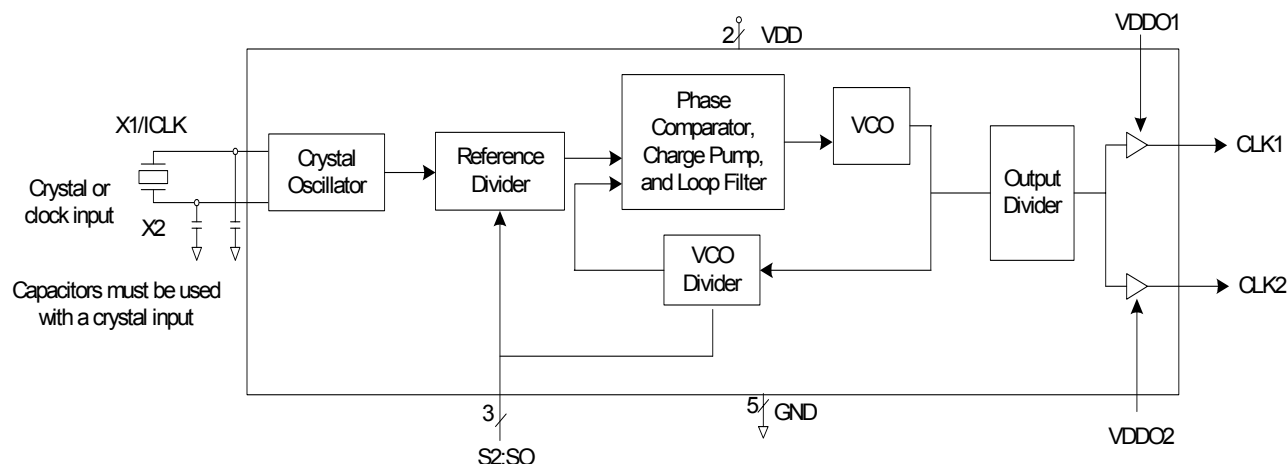 VDDO1
2
VDD
X1/ICLK
Phase
Comparator,
Charge Pump,
and Loop Filter
VCO
Crystal
Oscillator
Reference
Divider
CLK1
Output
Divider
Crystal or
clock input
X2
VCO
Divider
CLK2
Capacitors must be used
with a crystal input
3
5
GND
S2:SO
VDDO2